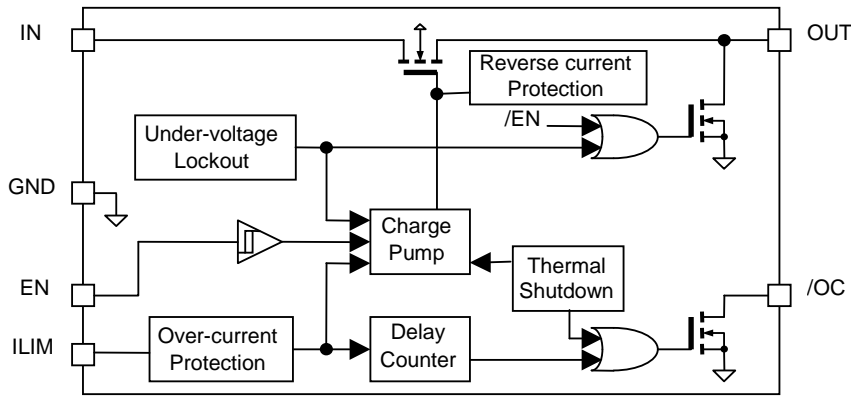 IN
OUT
Reverse current
Protection
/EN
Under-voltage
Lockout
GND
Charge
Pump
EN
Thermal
Shutdown
/OC
ILIM
Over-current
Protection
Delay
Counter